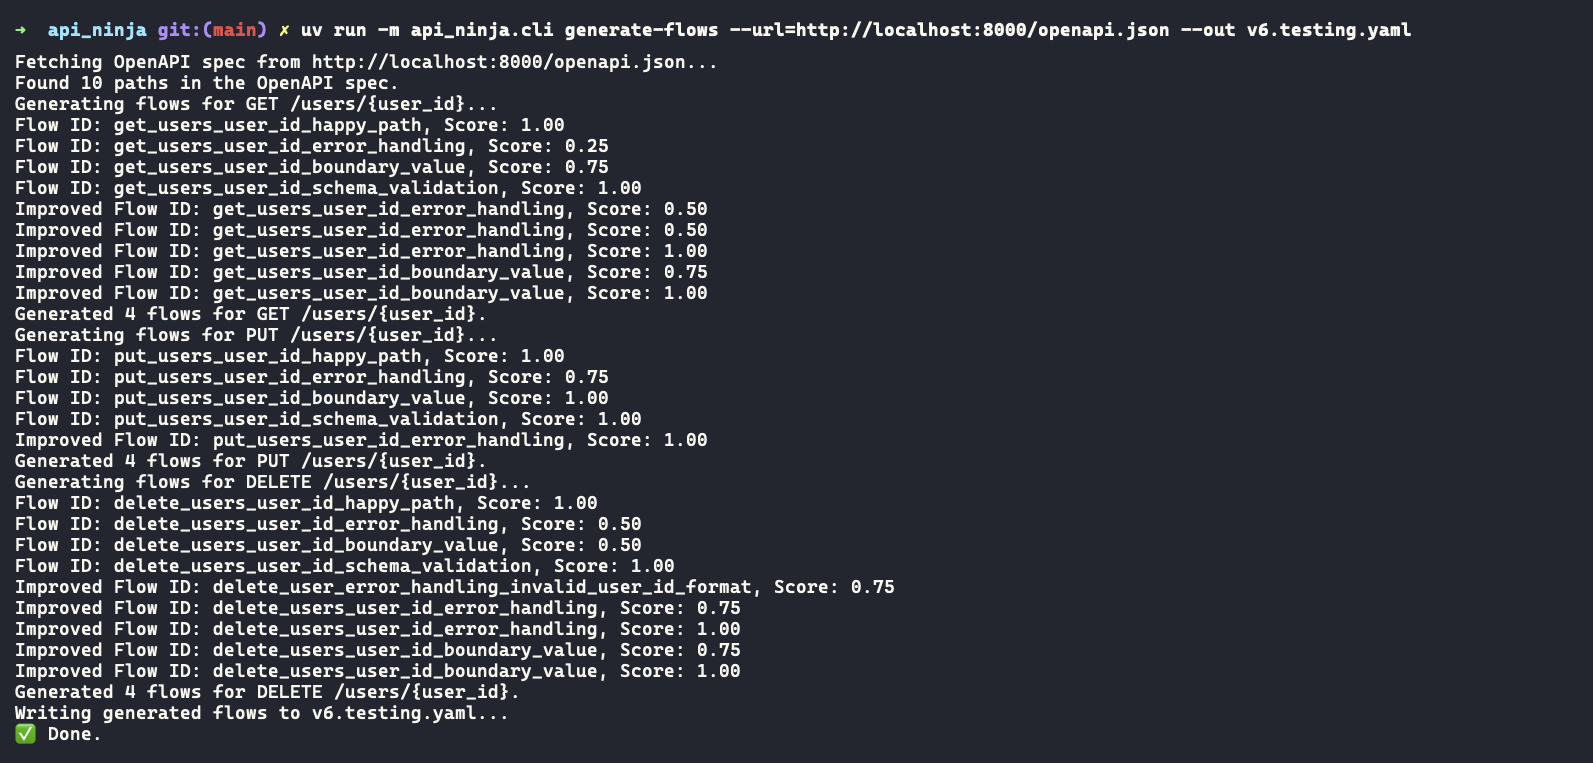 ➜  api_ninja git:(main) ✗ uv run -m api_ninja.cli generate-flows --url=http://localhost:8000/openapi.json --out v6.testing.yaml
Fetching OpenAPI spec from http://localhost:8000/openapi.json...
Found 10 paths in the OpenAPI spec.
Generating flows for GET /users/{user_id}...
Flow ID: get_users_user_id_happy_path, Score: 1.00
Flow ID: get_users_user_id_error_handling, Score: 0.25
Flow ID: get_users_user_id_boundary_value, Score: 0.75
Flow ID: get_users_user_id_schema_validation, Score: 1.00
Improved Flow ID: get_users_user_id_error_handling, Score: 0.50
Improved Flow ID: get_users_user_id_error_handling, Score: 0.50
Improved Flow ID: get_users_user_id_error_handling, Score: 1.00
Improved Flow ID: get_users_user_id_boundary_value, Score: 0.75
Improved Flow ID: get_users_user_id_boundary_value, Score: 1.00
Generated 4 flows for GET /users/{user_id}.
Generating flows for PUT /users/{user_id}...
Flow ID: put_users_user_id_happy_path, Score: 1.00
Flow ID: put_users_user_id_error_handling, Score: 0.75
Flow ID: put_users_user_id_boundary_value, Score: 1.00
Flow ID: put_users_user_id_schema_validation, Score: 1.00
Improved Flow ID: put_users_user_id_error_handling, Score: 1.00
Generated 4 flows for PUT /users/{user_id}.
Generating flows for DELETE /users/{user_id}...
Flow ID: delete_users_user_id_happy_path, Score: 1.00
Flow ID: delete_users_user_id_error_handling, Score: 0.50
Flow ID: delete_users_user_id_boundary_value, Score: 0.50
Flow ID: delete_users_user_id_schema_validation, Score: 1.00
Improved Flow ID: delete_user_error_handling_invalid_user_id_format, Score: 0.75
Improved Flow ID: delete_users_user_id_error_handling, Score: 0.75
Improved Flow ID: delete_users_user_id_error_handling, Score: 1.00
Improved Flow ID: delete_users_user_id_boundary_value, Score: 0.75
Improved Flow ID: delete_users_user_id_boundary_value, Score: 1.00
Generated 4 flows for DELETE /users/{user_id}.
Writing generated flows to v6.testing.yaml...
✅ Done.